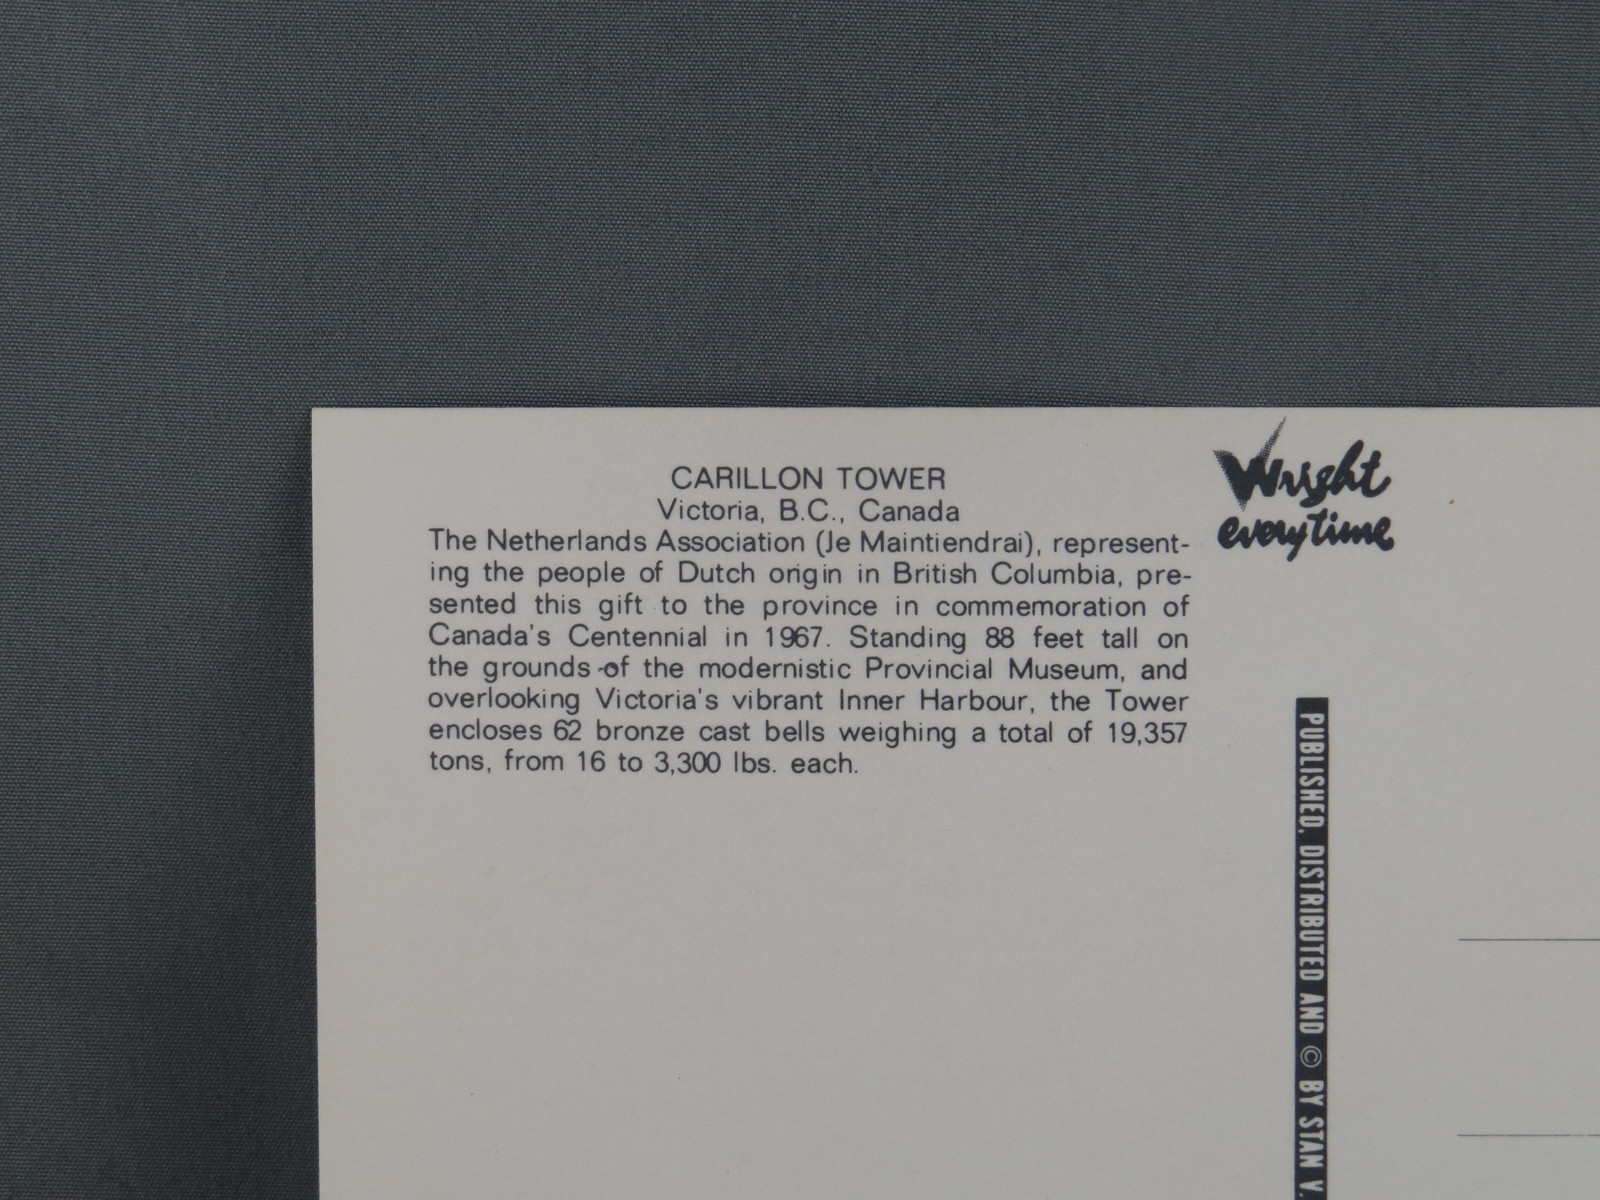 CARILLON TOWER
Victoria, B.C., Canada
The Netherlands Association (Je Maintiendrai), represent-
ing the people of Dutch origin in British Columbia, pre-
sented this gift to the province in commemoration of
Canada's Centennial in 1967. Standing 88 feet tall on
the grounds of the modernistic Provincial Museum, and
overlooking Victoria's vibrant Inner Harbour, the Tower
encloses 62 bronze cast bells weighing a total of 19,357
tons, from 16 to 3,300 lbs. each.
Wright
everytime
PUBLISHED, DISTRIBUTED AND © BY STAN V.